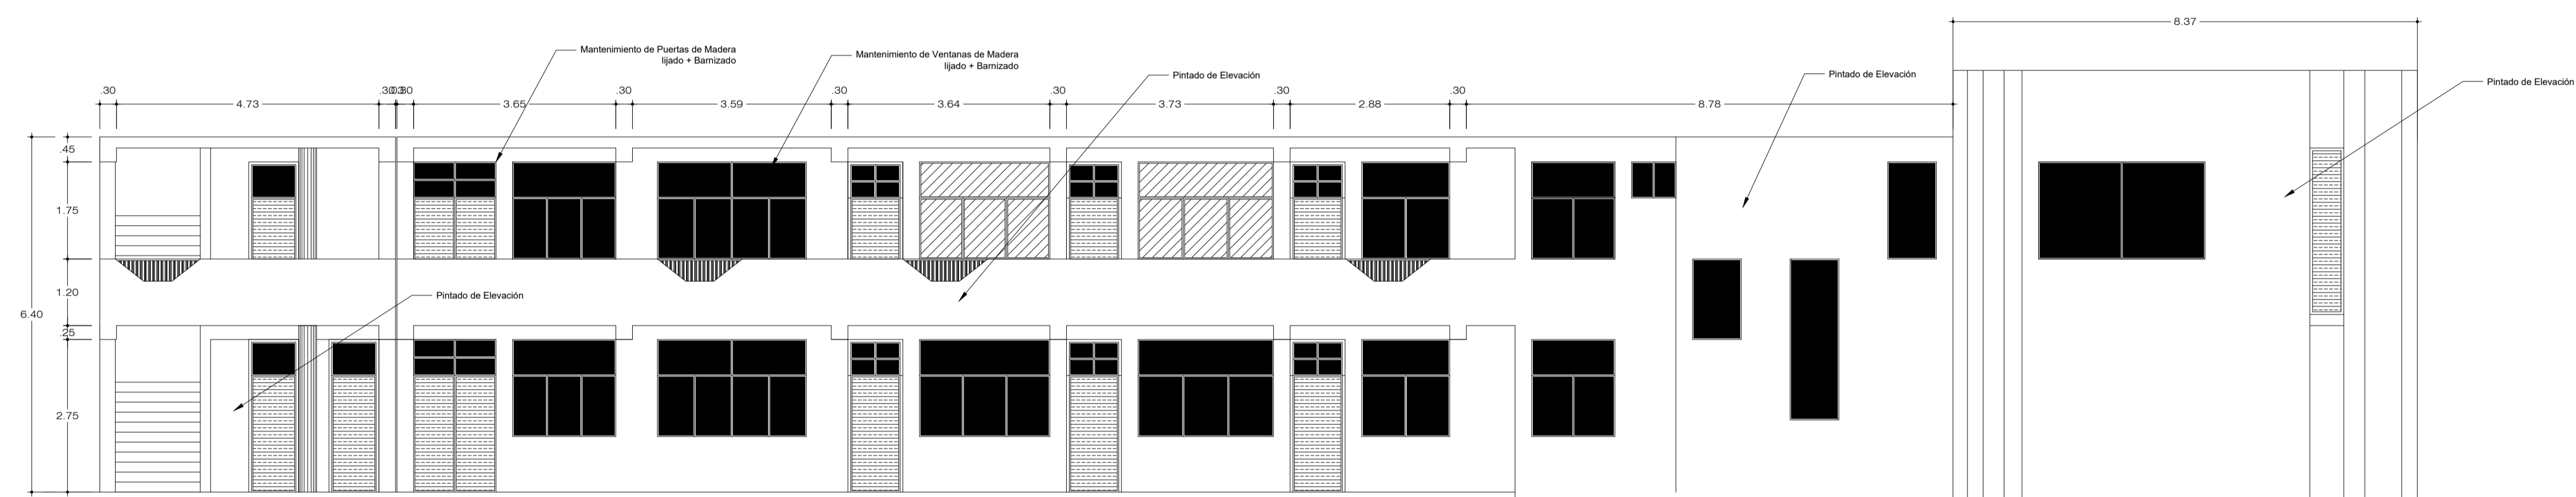 8.37
Mantenimiento de Puertas de Madera
lijado + Barnizado
Mantenimiento de Ventanas de Madera
lijado + Barnizado
Pintado de Elevación
Pintado de Elevación
Pintado de Elevación
.30
.30
.30
.30
.30
.30
.30
.30
4.73
3.65
3.59
3.64
3.73
2.88
8.78
.45
1.75
1.20
Pintado de Elevación
6.40
.25
2.75